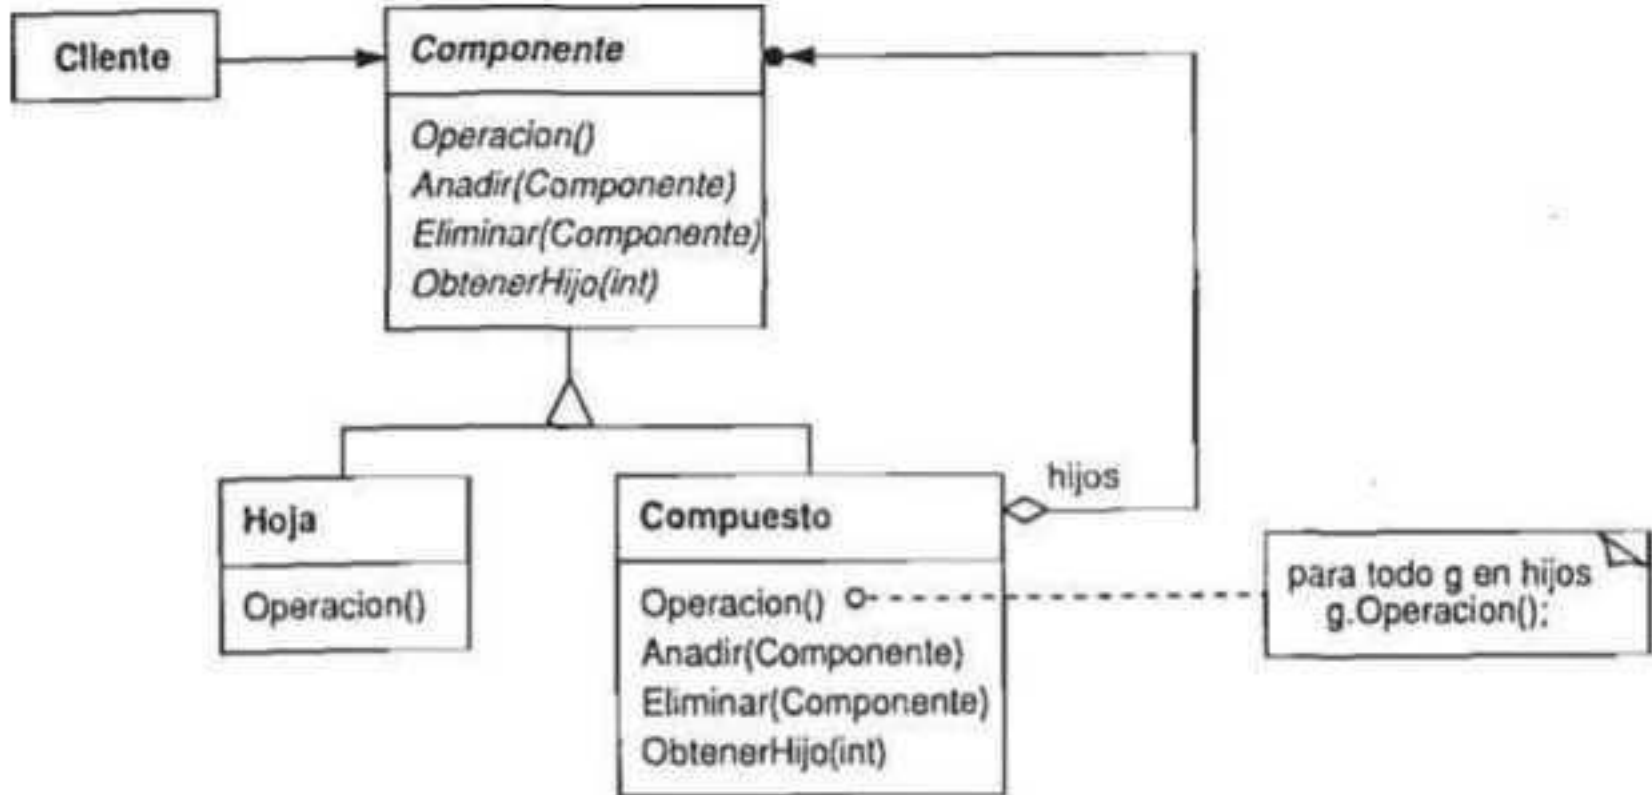 Cliente
Componente
Operacion()
Anadir(Componente)
Eliminar(Componente)
ObtenerHijo(int)
hijos
Hoja
Operacion()
Compuesto
Operacion()
Anadir(Componente)
Eliminar(Componente)
ObtenerHijo(int)
para todo g en hijos
g.Operacion();